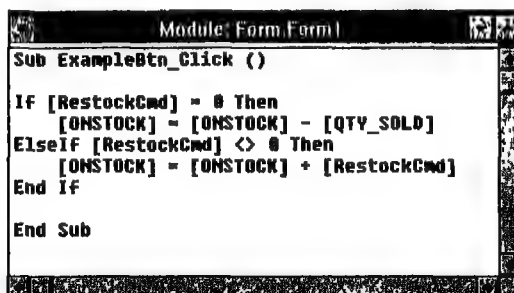 Module: Form.Form1
Sub ExampleBtn_Click ()
If [RestockCmd] = 0 Then
[ONSTOCK] = [ONSTOCK] - [QTY_SOLD]
ElseIf [RestockCmd] <> 0 Then
[ONSTOCK] = [ONSTOCK] + [RestockCmd]
End If
End Sub